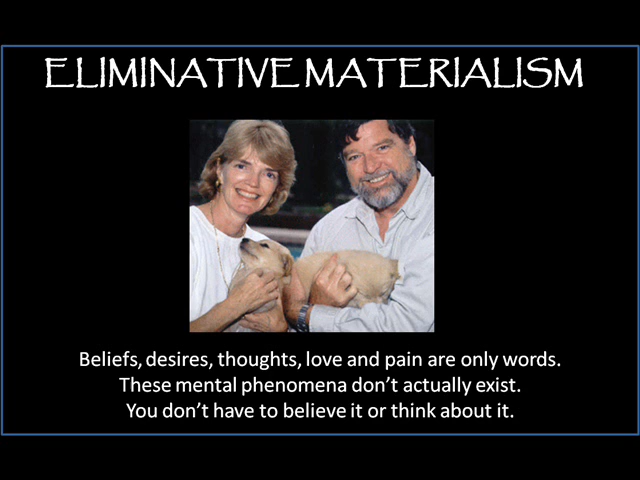 ELIMINATIVE MATERIALISM
Beliefs, desires, thoughts, love and pain are only words.
These mental phenomena don't actually exist.
You don't have to believe it or think about it.